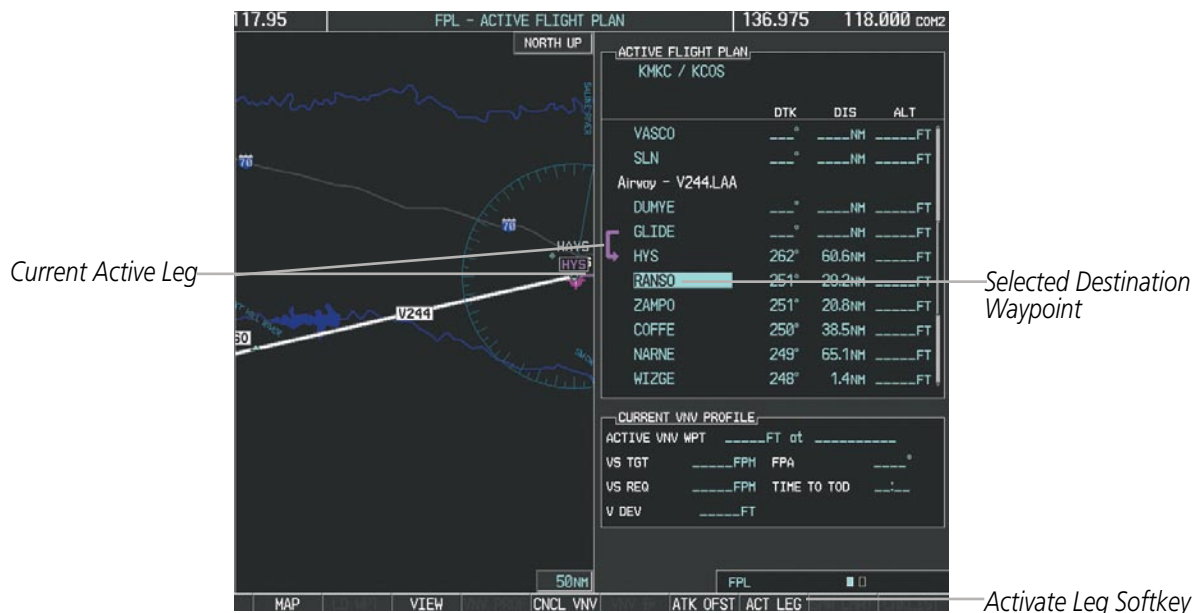 117.95 FPL - ACTIVE FLIGHT PLAN 136.975 118.000 COM2
NORTH UP
SALINE RIVER
70
70
HAYS
HYS
V244
SO
ACTIVE FLIGHT PLAN
KMKC / KCOS
DTK DIS ALT
VASCO ___° ____NM _____FT
SLN ___° ____NM _____FT
Airway - V244.LAA
DUMYE ___° ____NM _____FT
GLIDE ___° ____NM _____FT
HYS 262° 60.6NM _____FT
RANSO 251° 29.2NM _____FT
ZAMPO 251° 20.8NM _____FT
COFFE 250° 38.5NM _____FT
NARNE 249° 65.1NM _____FT
WIZGE 248° 1.4NM _____FT
Current Active Leg
Selected Destination
Waypoint
CURRENT VNV PROFILE
ACTIVE VNV WPT _____FT at __________
VS TGT _____FPM FPA ____°
VS REQ _____FPM TIME TO TOD __:__
V DEV _____FT
50NM
FPL
MAP VIEW CNCL VNV ATK OFST ACT LEG
Activate Leg Softkey